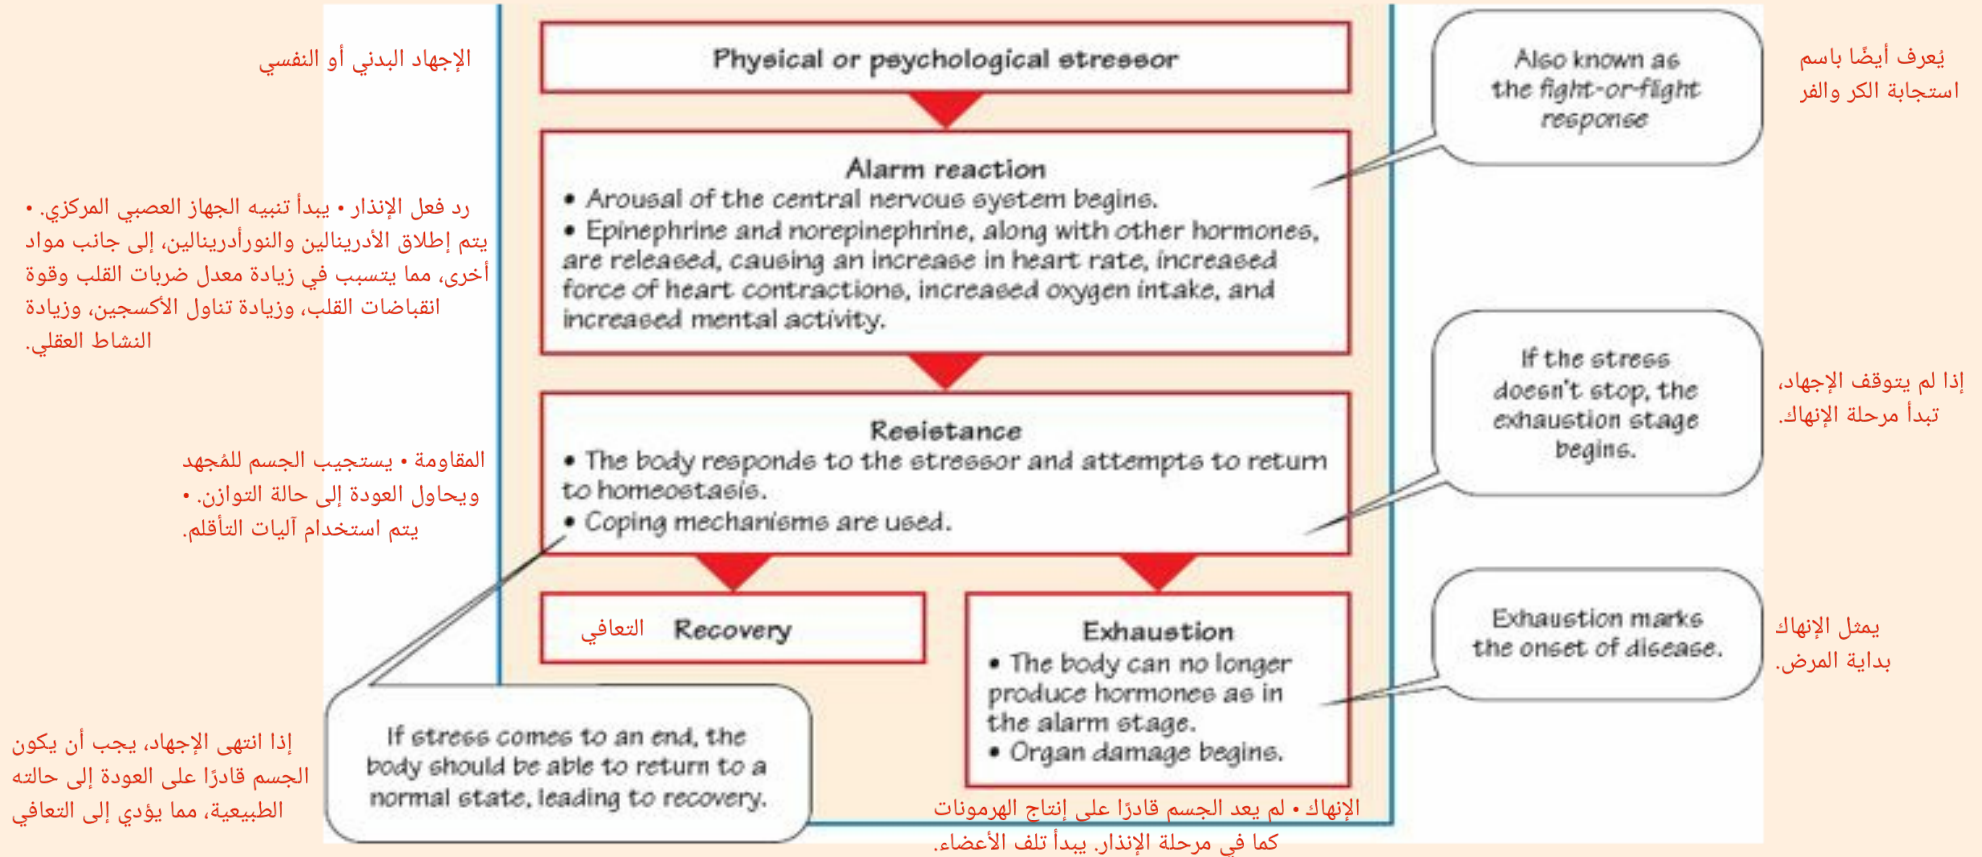 الإجهاد البدني أو النفسي
Physical or psychological stressor
Also known as
the fight-or-flight
response
يُعرف أيضًا باسم
استجابة الكر والفر
Alarm reaction
• Arousal of the central nervous system begins.
• Epinephrine and norepinephrine, along with other hormones,
are released, causing an increase in heart rate, increased
force of heart contractions, increased oxygen intake, and
increased mental activity.
رد فعل الإنذار • يبدأ تنبيه الجهاز العصبي المركزي. •
يتم إطلاق الأدرينالين والنورأدرينالين، إلى جانب مواد
أخرى، مما يتسبب في زيادة معدل ضربات القلب وقوة
انقباضات القلب، وزيادة تناول الأكسجين، وزيادة
النشاط العقلي.
If the stress
doesn't stop, the
exhaustion stage
begins.
إذا لم يتوقف الإجهاد،
تبدأ مرحلة الإنهاك.
Resistance
• The body responds to the stressor and attempts to return
to homeostasis.
• Coping mechanisms are used.
المقاومة • يستجيب الجسم للمُجهد
ويحاول العودة إلى حالة التوازن. •
يتم استخدام آليات التأقلم.
التعافي Recovery
Exhaustion
• The body can no longer
produce hormones as in
the alarm stage.
• Organ damage begins.
Exhaustion marks
the onset of disease.
يمثل الإنهاك
بداية المرض.
If stress comes to an end, the
body should be able to return to a
normal state, leading to recovery.
إذا انتهى الإجهاد، يجب أن يكون
الجسم قادرًا على العودة إلى حالته
الطبيعية، مما يؤدي إلى التعافي
الإنهاك • لم يعد الجسم قادرًا على إنتاج الهرمونات
كما في مرحلة الإنذار. يبدأ تلف الأعضاء.